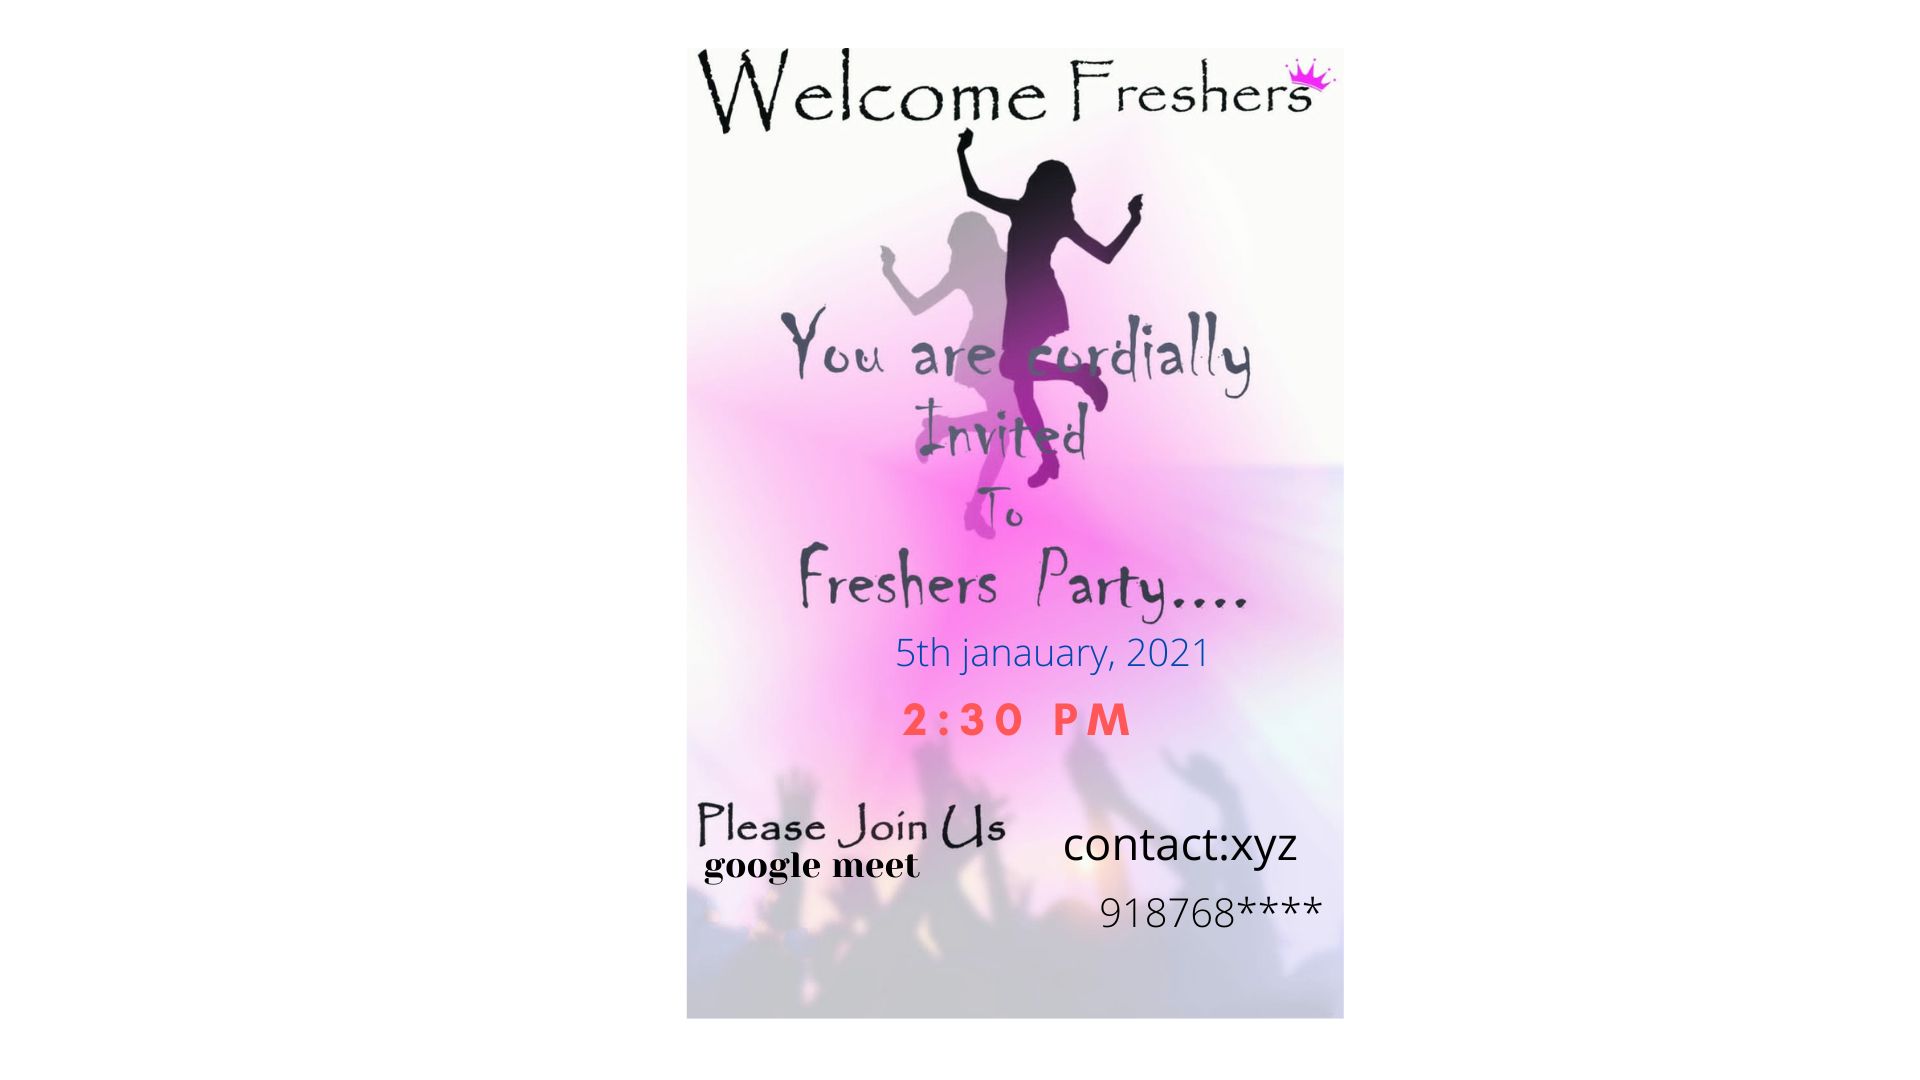 Welcome Freshers
You are cordially
Invited
To
Freshers Party....
5th janauary, 2021
2:30 PM
Please Join Us
google meet
contact:xyz
918768****